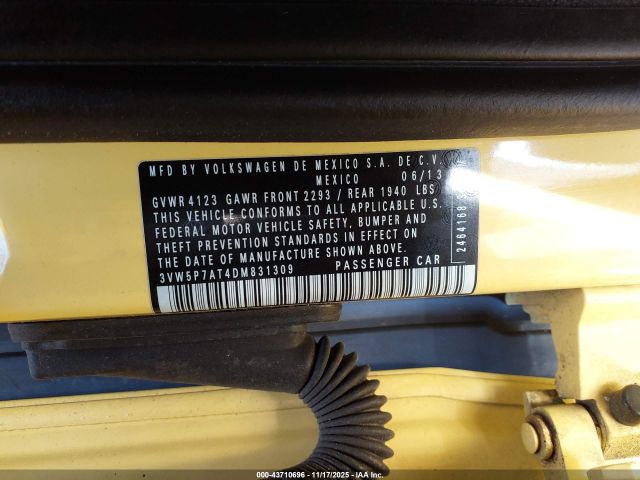 MFD BY VOLKSWAGEN DE MEXICO S.A. DE C.V.
MEXICO 06/13
GVWR 4123 GAWR FRONT 2293 / REAR 1940 LBS
THIS VEHICLE CONFORMS TO ALL APPLICABLE U.S.
FEDERAL MOTOR VEHICLE SAFETY, BUMPER AND
THEFT PREVENTION STANDARDS IN EFFECT ON
THE DATE OF MANUFACTURE SHOWN ABOVE.
3VW5P7AT4DM831309 PASSENGER CAR
2464168
000-43710696 - 11/17/2025 - IAAI.COM